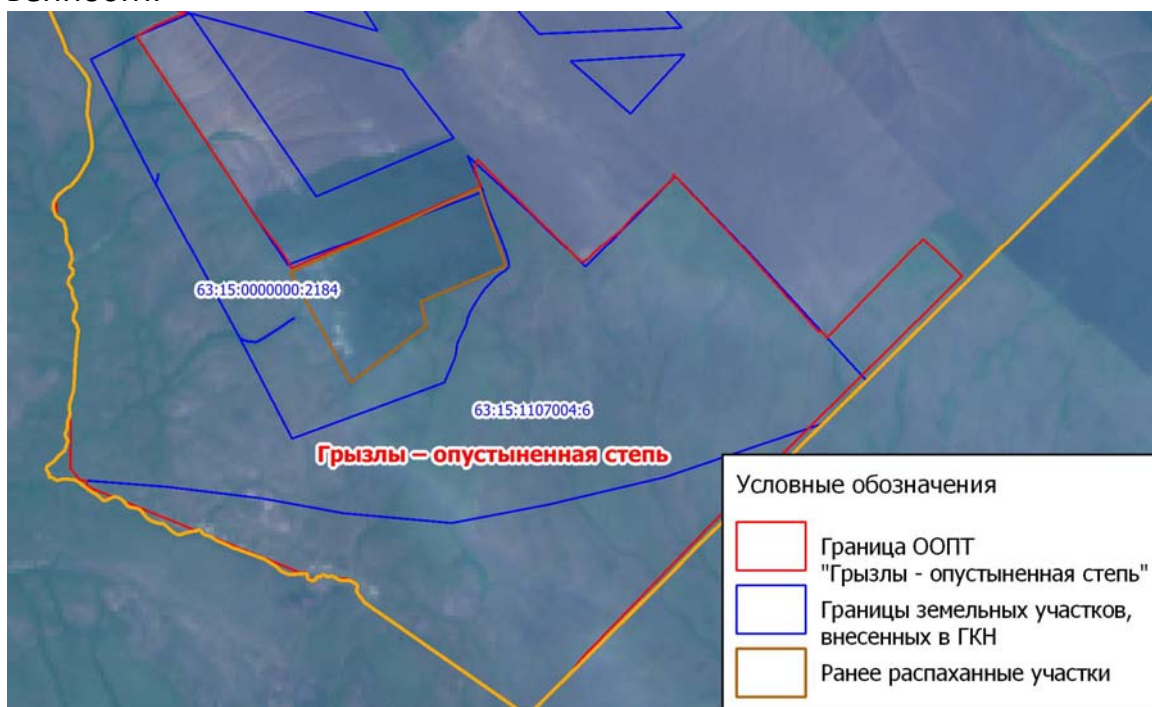 63:15:0000000:2184
63:15:1107004:6
Грызлы – опустыненная степь
Условные обозначения
Граница ООПТ
"Грызлы - опустыненная степь"
Границы земельных участков,
внесенных в ГКН
Ранее распаханные участки